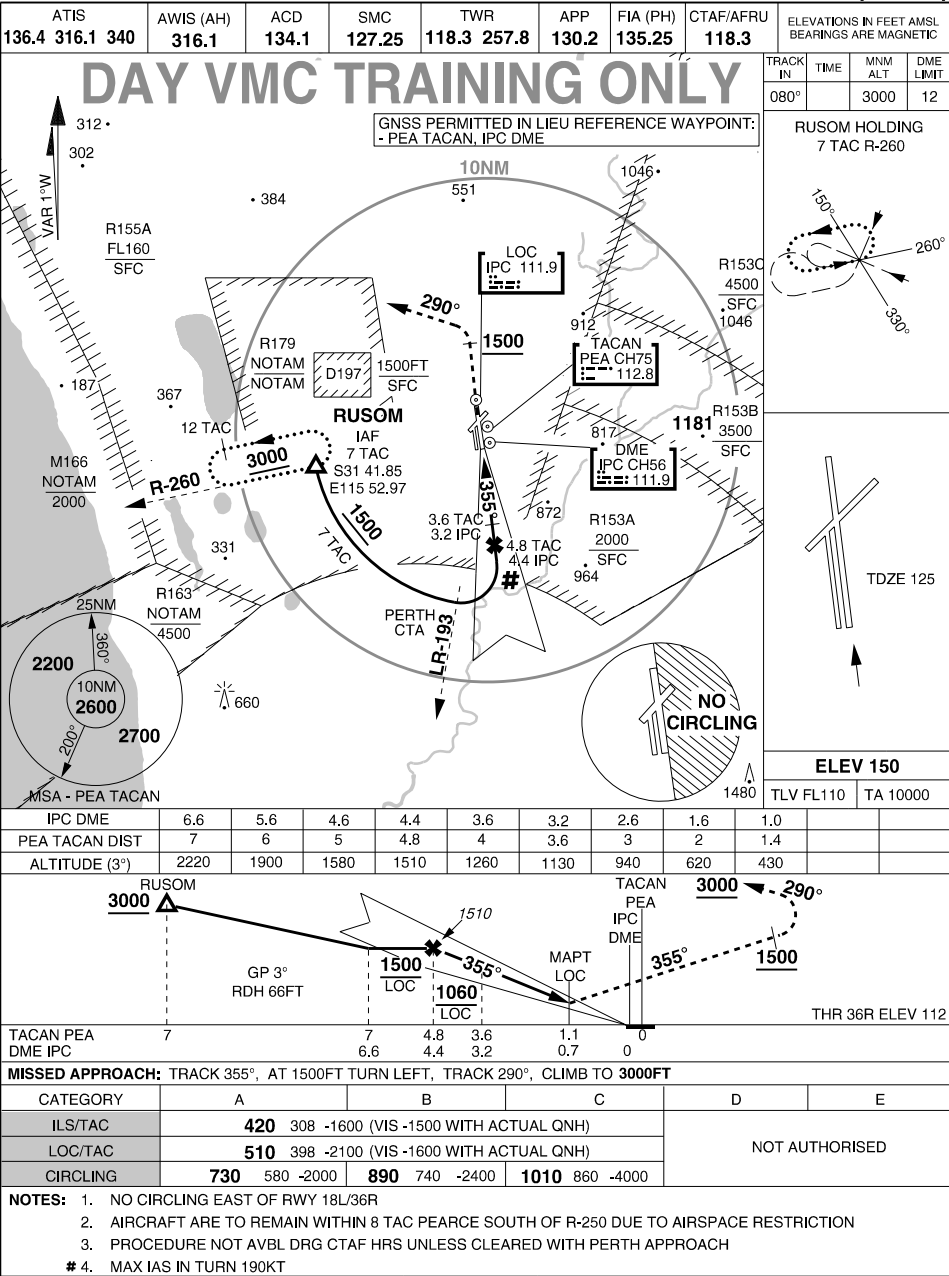 ATIS AWIS (AH) ACD SMC TWR APP FIA (PH) CTAF/AFRU ELEVATIONS IN FEET AMSL
136.4 316.1 340 316.1 134.1 127.25 118.3 257.8 130.2 135.25 118.3 BEARINGS ARE MAGNETIC
DAY VMC TRAINING ONLY
TRACK IN TIME MNM ALT DME LIMIT
080° 3000 12
GNSS PERMITTED IN LIEU REFERENCE WAYPOINT:
- PEA TACAN, IPC DME
RUSOM HOLDING
7 TAC R-260
150°
260°
330°
VAR 1°W
312
302
384
10NM
551
1046
R155A
FL160
SFC
LOC
IPC 111.9
R153C
4500
SFC
1046
290°
1500
912
TACAN
PEA CH75
112.8
R179
NOTAM
NOTAM
D197
1500FT
SFC
187
367
12 TAC
RUSOM
IAF
7 TAC
S31 41.85
E115 52.97
3000
1181
R153B
3500
SFC
817
DME
IPC CH56
111.9
M166
NOTAM
2000
R-260
1500
7 TAC
355°
3.6 TAC
3.2 IPC
872
4.8 TAC
4.4 IPC
#
R153A
2000
SFC
964
331
R163
NOTAM
4500
PERTH
CTA
LR-193
TDZE 125
25NM
360°
2200
10NM
2600
2700
200°
MSA - PEA TACAN
660
NO
CIRCLING
1480
ELEV 150
TLV FL110 TA 10000
IPC DME 6.6 5.6 4.6 4.4 3.6 3.2 2.6 1.6 1.0
PEA TACAN DIST 7 6 5 4.8 4 3.6 3 2 1.4
ALTITUDE (3°) 2220 1900 1580 1510 1260 1130 940 620 430
RUSOM
3000
1510
TACAN
PEA
IPC
DME
3000
290°
GP 3°
RDH 66FT
1500
LOC
355°
1060
LOC
MAPT
LOC
355°
1500
THR 36R ELEV 112
TACAN PEA 7 7 4.8 3.6 1.1 0
DME IPC 6.6 4.4 3.2 0.7 0
MISSED APPROACH: TRACK 355°, AT 1500FT TURN LEFT, TRACK 290°, CLIMB TO 3000FT
CATEGORY A B C D E
ILS/TAC 420 308 -1600 (VIS -1500 WITH ACTUAL QNH)
LOC/TAC 510 398 -2100 (VIS -1600 WITH ACTUAL QNH)
NOT AUTHORISED
CIRCLING 730 580 -2000 890 740 -2400 1010 860 -4000
NOTES: 1. NO CIRCLING EAST OF RWY 18L/36R
2. AIRCRAFT ARE TO REMAIN WITHIN 8 TAC PEARCE SOUTH OF R-250 DUE TO AIRSPACE RESTRICTION
3. PROCEDURE NOT AVBL DRG CTAF HRS UNLESS CLEARED WITH PERTH APPROACH
# 4. MAX IAS IN TURN 190KT